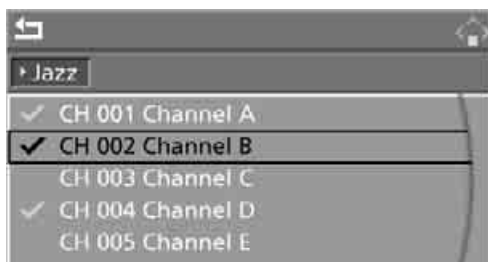 Jazz
CH 001 Channel A
CH 002 Channel B
CH 003 Channel C
CH 004 Channel D
CH 005 Channel E